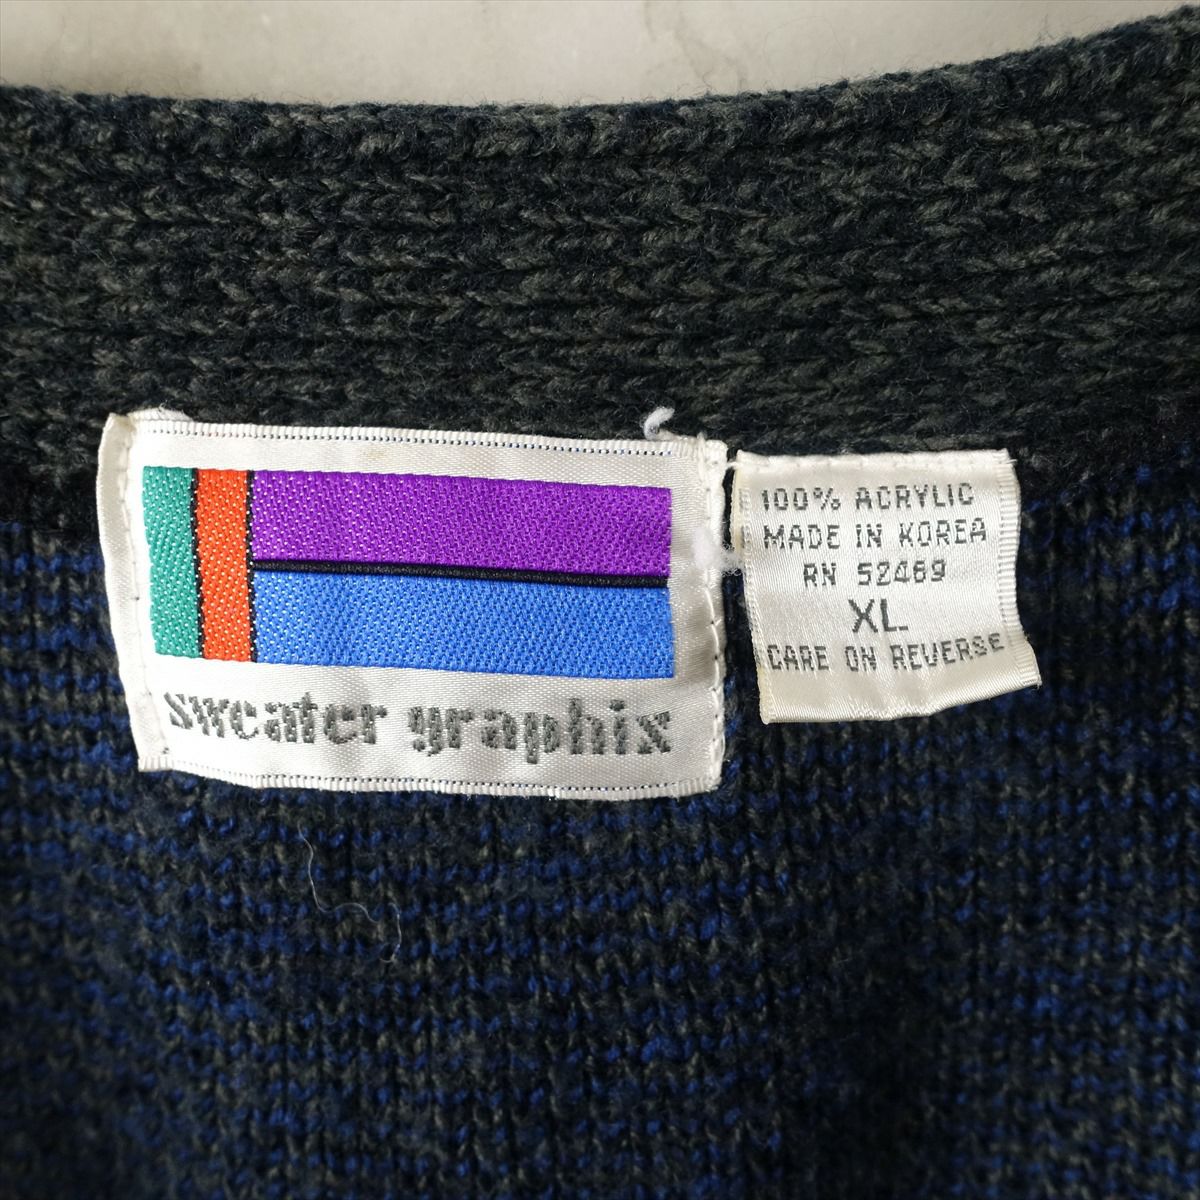 sweater graphix
100% ACRYLIC
MADE IN KOREA
RN 52469
XL
CARE ON REVERSE